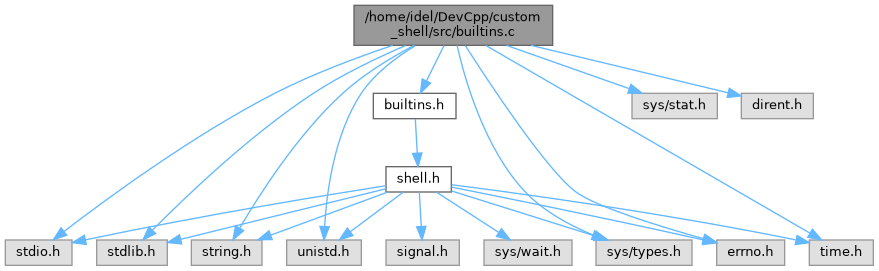 /home/idel/DevCpp/custom
_shell/src/builtins.c
builtins.h
sys/stat.h
dirent.h
shell.h
stdio.h
stdlib.h
string.h
unistd.h
signal.h
sys/wait.h
sys/types.h
errno.h
time.h